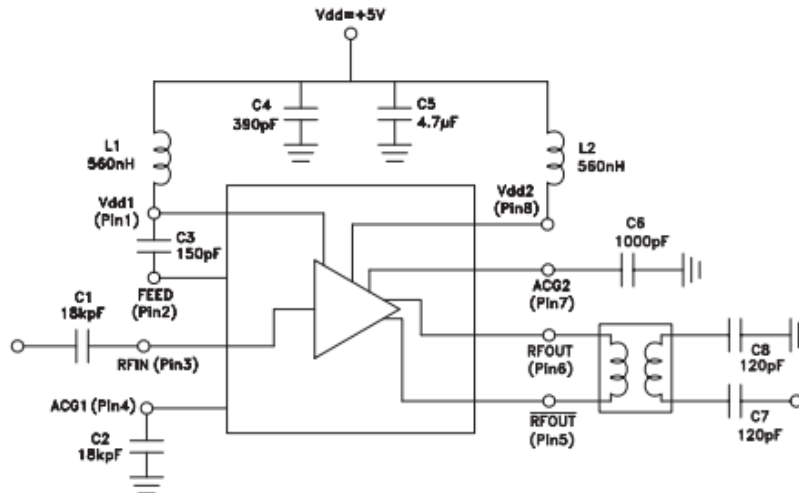 Vdd=+5V
C4
390pF
C5
4.7µF
L1
560nH
L2
560nH
Vdd1
(Pin1)
Vdd2
(Pin8)
C3
150pF
C6
1000pF
FEED
(Pin2)
ACG2
(Pin7)
C1
18kpF
RFIN (Pin3)
RFOUT
(Pin6)
C8
120pF
ACG1 (Pin4)
RFOUT
(Pin5)
C7
120pF
C2
18kpF